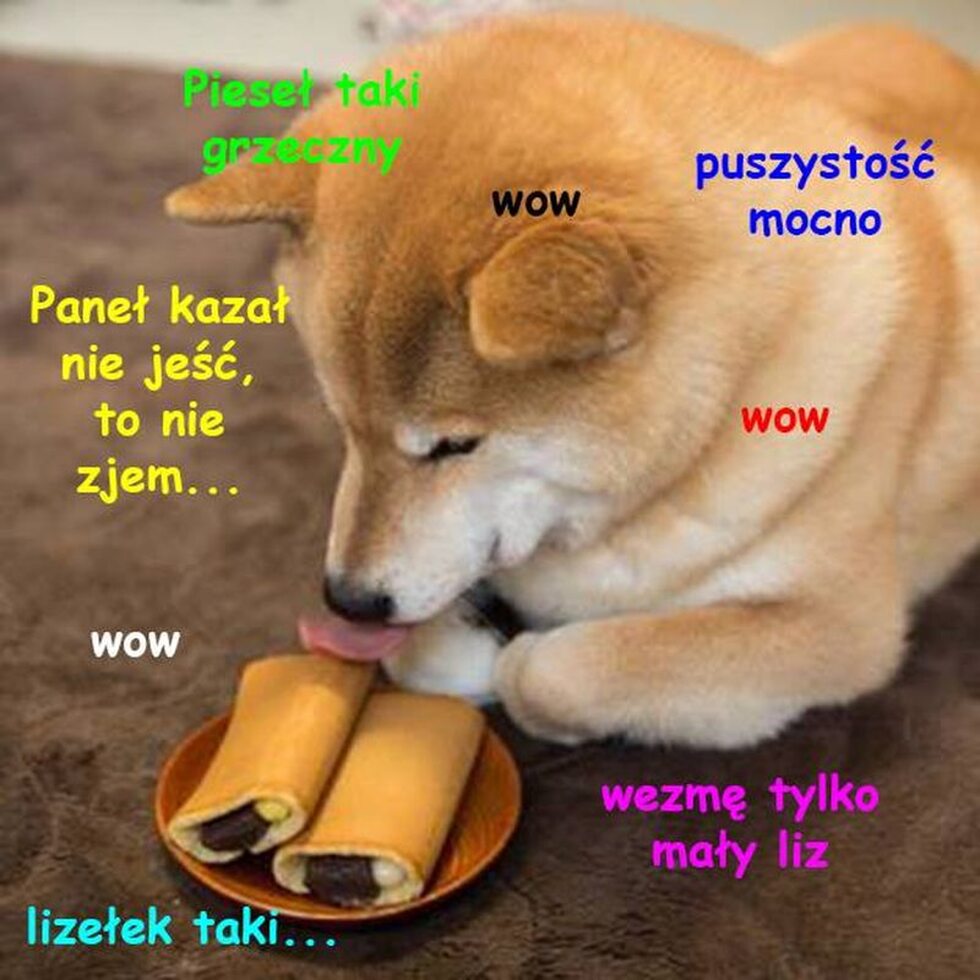 Pieseł taki
grzeczny
wow
puszystość
mocno
Paneł kazał
nie jeść,
to nie
zjem...
wow
wow
wezmę tylko
mały liz
lizełek taki...